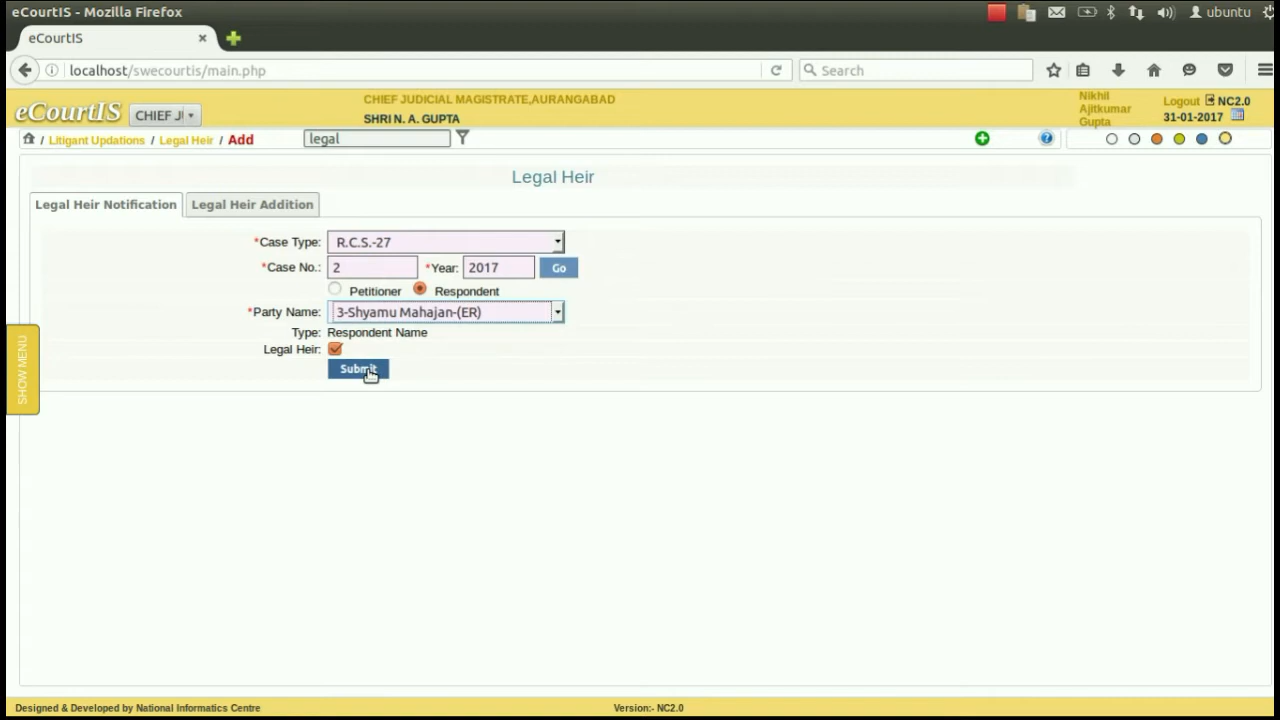 eCourtIS - Mozilla Firefox
ubuntu
eCourtIS
localhost/swecourtis/main.php
Search
eCourtIS
CHIEF J
CHIEF JUDICIAL MAGISTRATE,AURANGABAD
SHRI N. A. GUPTA
Nikhil
Ajitkumar
Gupta
Logout NC2.0
31-01-2017
/ Litigant Updations / Legal Heir / Add
legal
Legal Heir
Legal Heir Notification
Legal Heir Addition
*Case Type: R.C.S.-27
*Case No.: 2 *Year: 2017 Go
Petitioner Respondent
*Party Name: 3-Shyamu Mahajan-(ER)
Type: Respondent Name
Legal Heir:
Submit
SHOW MENU
Designed & Developed by National Informatics Centre
Version:- NC2.0